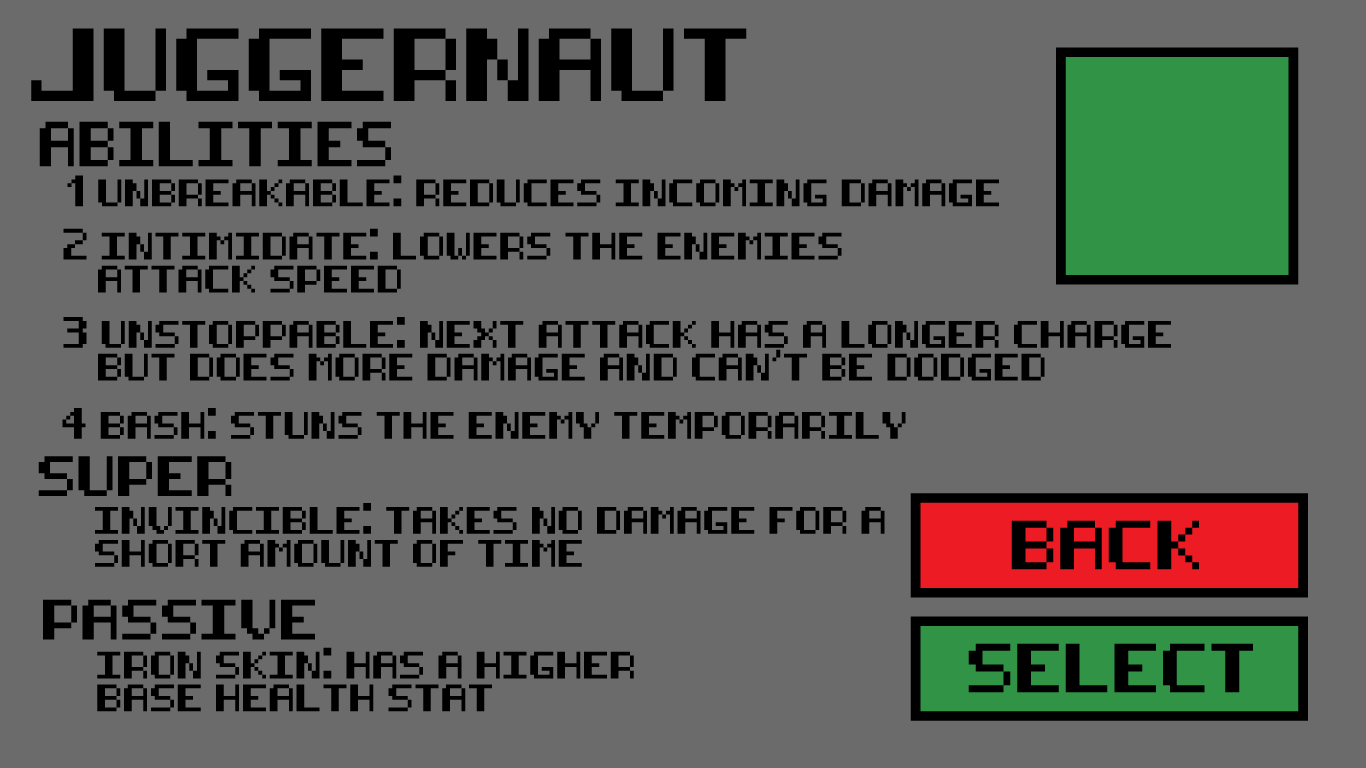 JUGGERNAUT
ABILITIES
1 UNBREAKABLE: REDUCES INCOMING DAMAGE
2 INTIMIDATE: LOWERS THE ENEMIES
ATTACK SPEED
3 UNSTOPPABLE: NEXT ATTACK HAS A LONGER CHARGE
BUT DOES MORE DAMAGE AND CAN'T BE DODGED
4 BASH: STUNS THE ENEMY TEMPORARILY
SUPER
INVINCIBLE: TAKES NO DAMAGE FOR A
SHORT AMOUNT OF TIME
BACK
PASSIVE
IRON SKIN: HAS A HIGHER
BASE HEALTH STAT
SELECT